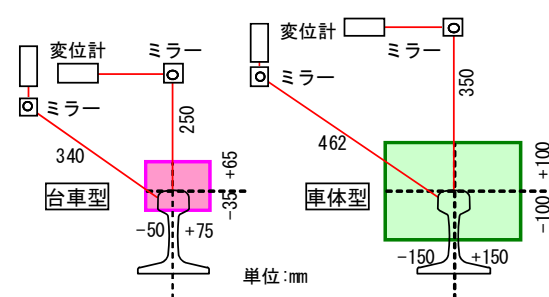 変位計
ミラー
ミラー
250
340
+65
-35
台車型
-50
+75
変位計
ミラー
ミラー
350
462
+100
-100
車体型
-150
+150
単位:mm